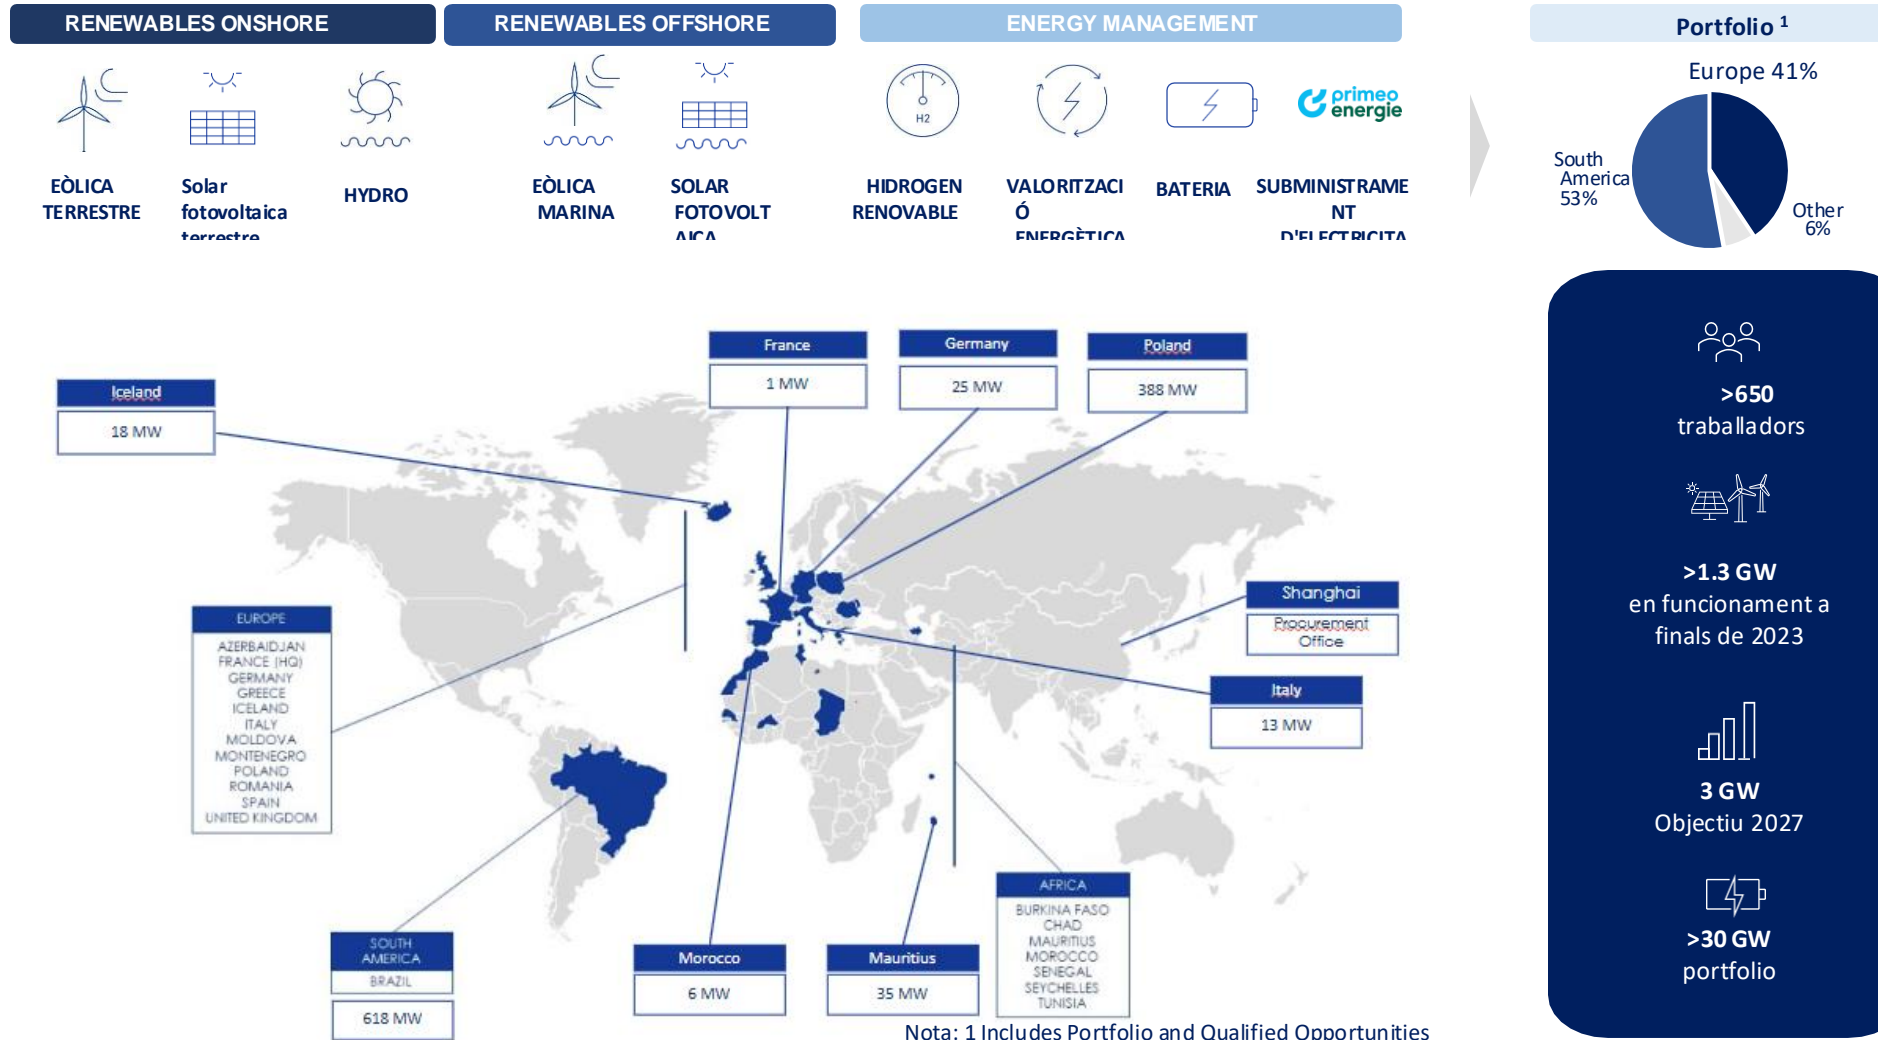 RENEWABLES ONSHORE
RENEWABLES OFFSHORE
ENERGY MANAGEMENT
Portfolio 1
H2
primeo
energie
EÒLICA
TERRESTRE
Solar
fotovoltaica
terrestre
HYDRO
EÒLICA
MARINA
SOLAR
FOTOVOLT
AICA
HIDROGEN
RENOVABLE
VALORITZACI
Ó
ENERGÈTICA
BATERIA
SUBMINISTRAME
NT
D'ELECTRICITA
Europe 41%
South
America
53%
Other
6%
France
1 MW
Germany
25 MW
Poland
388 MW
Iceland
18 MW
Shanghai
Procurement
Office
Italy
13 MW
EUROPE
AZERBAIDJAN
FRANCE (HQ)
GERMANY
GREECE
ICELAND
ITALY
MOLDOVA
MONTENEGRO
POLAND
ROMANIA
SPAIN
UNITED KINGDOM
SOUTH
AMERICA
BRAZIL
618 MW
Morocco
6 MW
Mauritius
35 MW
AFRICA
BURKINA FASO
CHAD
MAURITIUS
MOROCCO
SENEGAL
SEYCHELLES
TUNISIA
Nota: 1 Includes Portfolio and Qualified Opportunities
>650
traballadors
>1.3 GW
en funcionament a
finals de 2023
3 GW
Objectiu 2027
>30 GW
portfolio